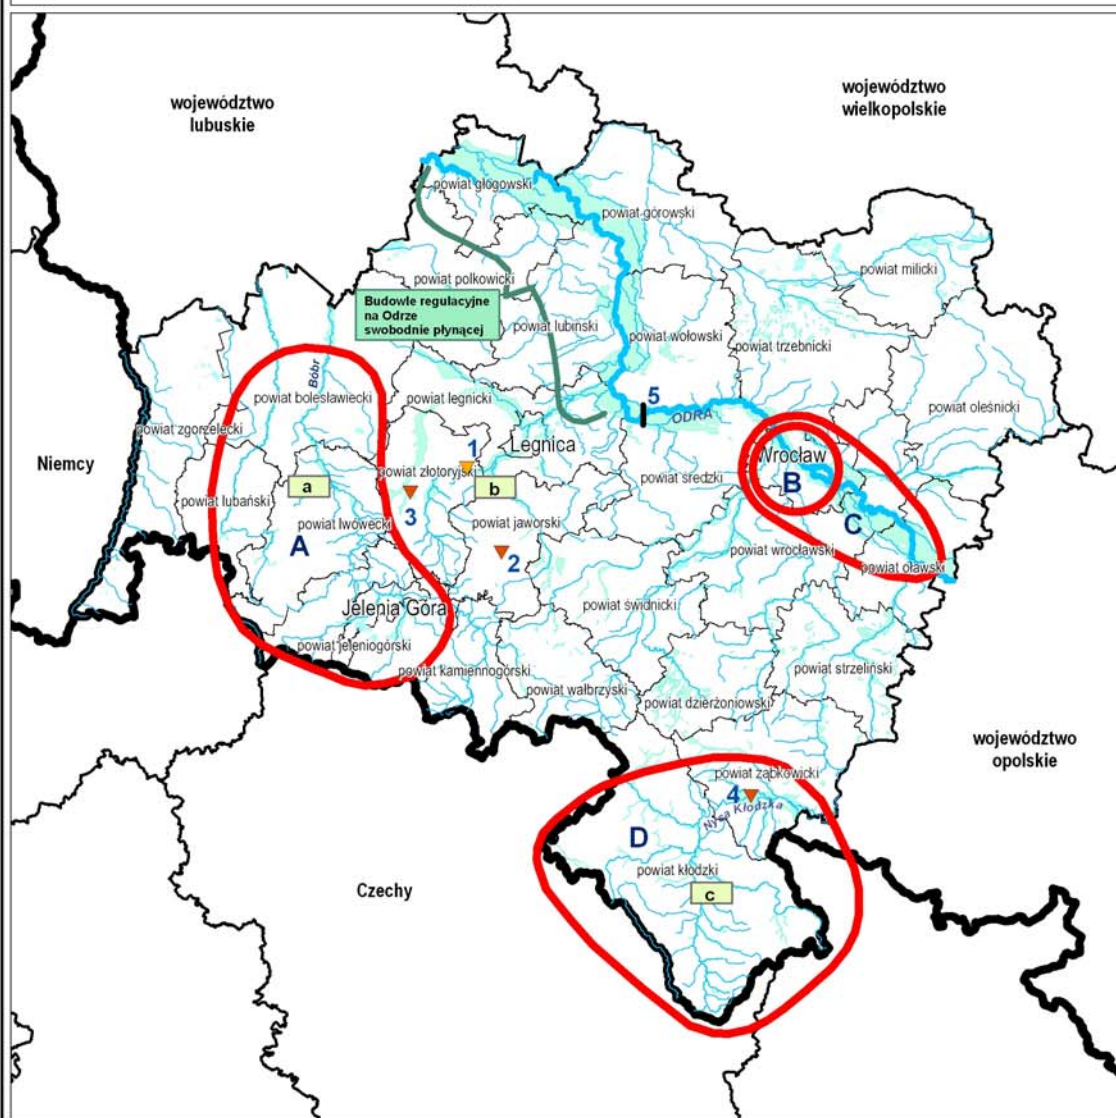 województwo
lubuskie
województwo
wielkopolskie
powiat głogowski
powiat górowski
powiat milicki
powiat polkowicki
Budowle regulacyjne
na Odrze
swobodnie płynącej
powiat lubiński
powiat wołowski
powiat trzebnicki
Bóbr
powiat bolesławiecki
powiat legnicki
5
ODRA
powiat oleśnicki
powiat zgorzelecki
Niemcy
1
Legnica
Wrocław
powiat złotoryjski
powiat średzki
a
b
B
powiat lubański
3
powiat lwówecki
powiat jaworski
C
A
2
powiat wrocławski
powiat oławski
Jelenia Góra
powiat świdnicki
powiat jeleniogórski
powiat kamiennogórski
powiat strzeliński
powiat wałbrzyski
powiat dzierżoniowski
województwo
opolskie
powiat ząbkowicki
4
Nysa Kłodzka
D
powiat kłodzki
Czechy
c